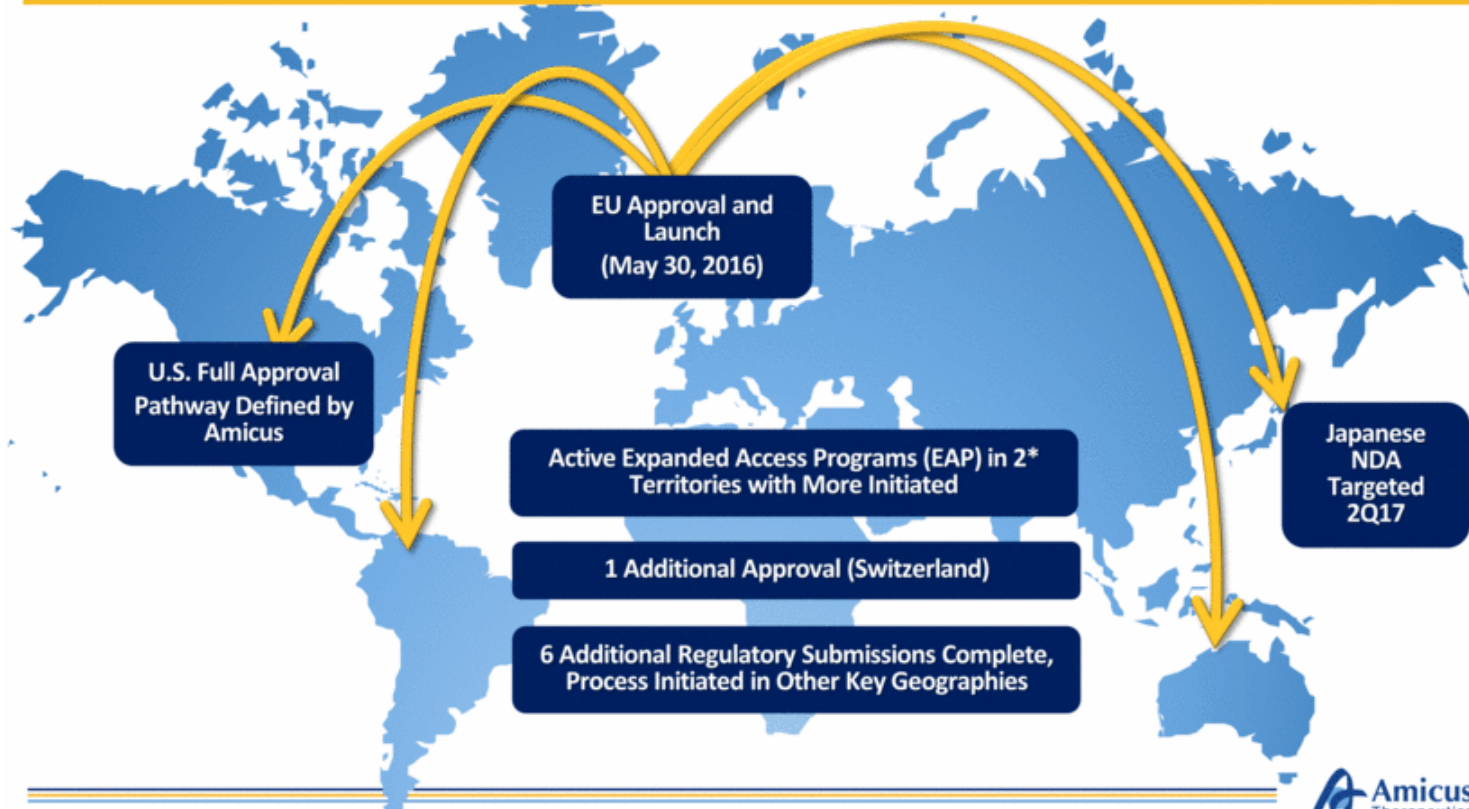 EU Approval and
Launch
(May 30, 2016)
U.S. Full Approval
Pathway Defined by
Amicus
Active Expanded Access Programs (EAP) in 2*
Territories with More Initiated
Japanese
NDA
Targeted
2Q17
1 Additional Approval (Switzerland)
6 Additional Regulatory Submissions Complete,
Process Initiated in Other Key Geographies
Amicus